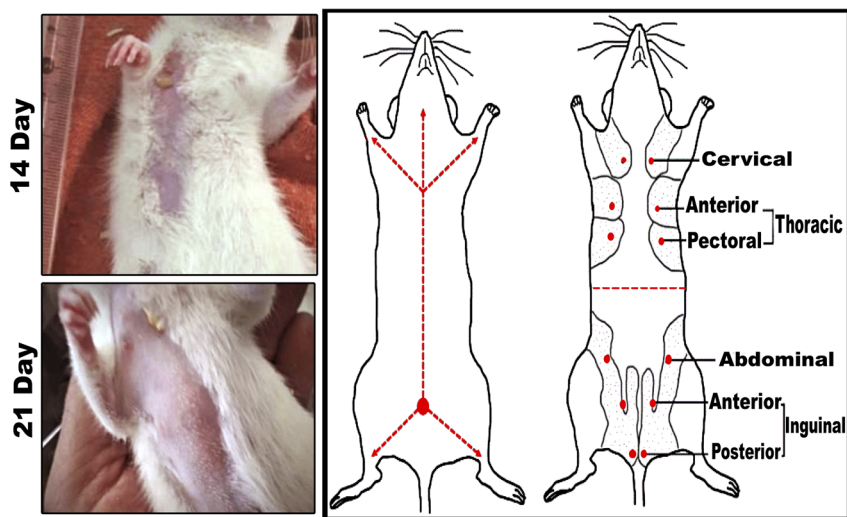 14 Day
21 Day
Cervical
Anterior
Thoracic
Pectoral
Abdominal
Anterior
Inguinal
Posterior